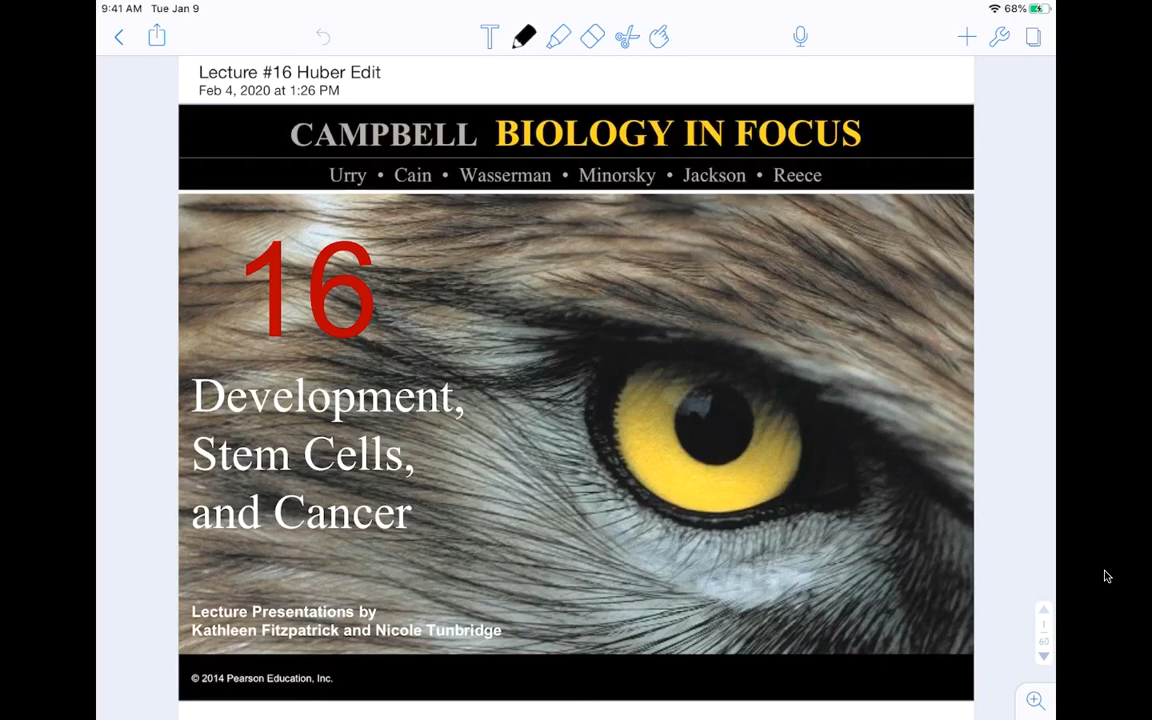 9:41 AM Tue Jan 9
68%
Lecture #16 Huber Edit
Feb 4, 2020 at 1:26 PM
CAMPBELL BIOLOGY IN FOCUS
Urry • Cain • Wasserman • Minorsky • Jackson • Reece
16
Development,
Stem Cells,
and Cancer
Lecture Presentations by
Kathleen Fitzpatrick and Nicole Tunbridge
© 2014 Pearson Education, Inc.
1
60